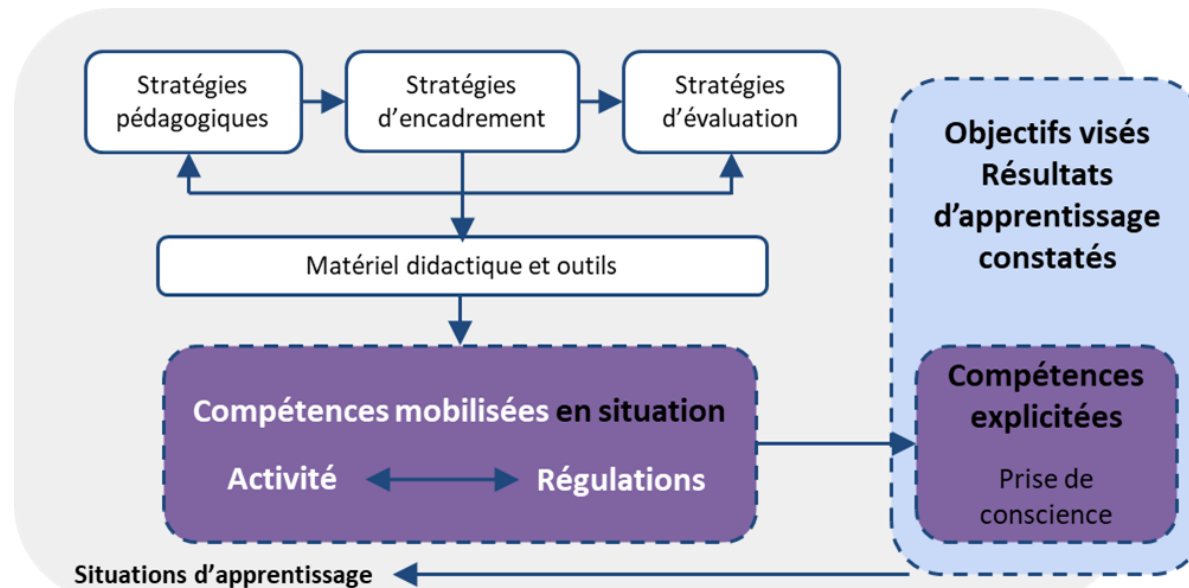 Stratégies
pédagogiques
Stratégies
d’encadrement
Stratégies
d’évaluation
Objectifs visés
Résultats
d’apprentissage
constatés
Matériel didactique et outils
Compétences mobilisées en situation
Activité
Régulations
Compétences
explicitées
Prise de
conscience
Situations d’apprentissage